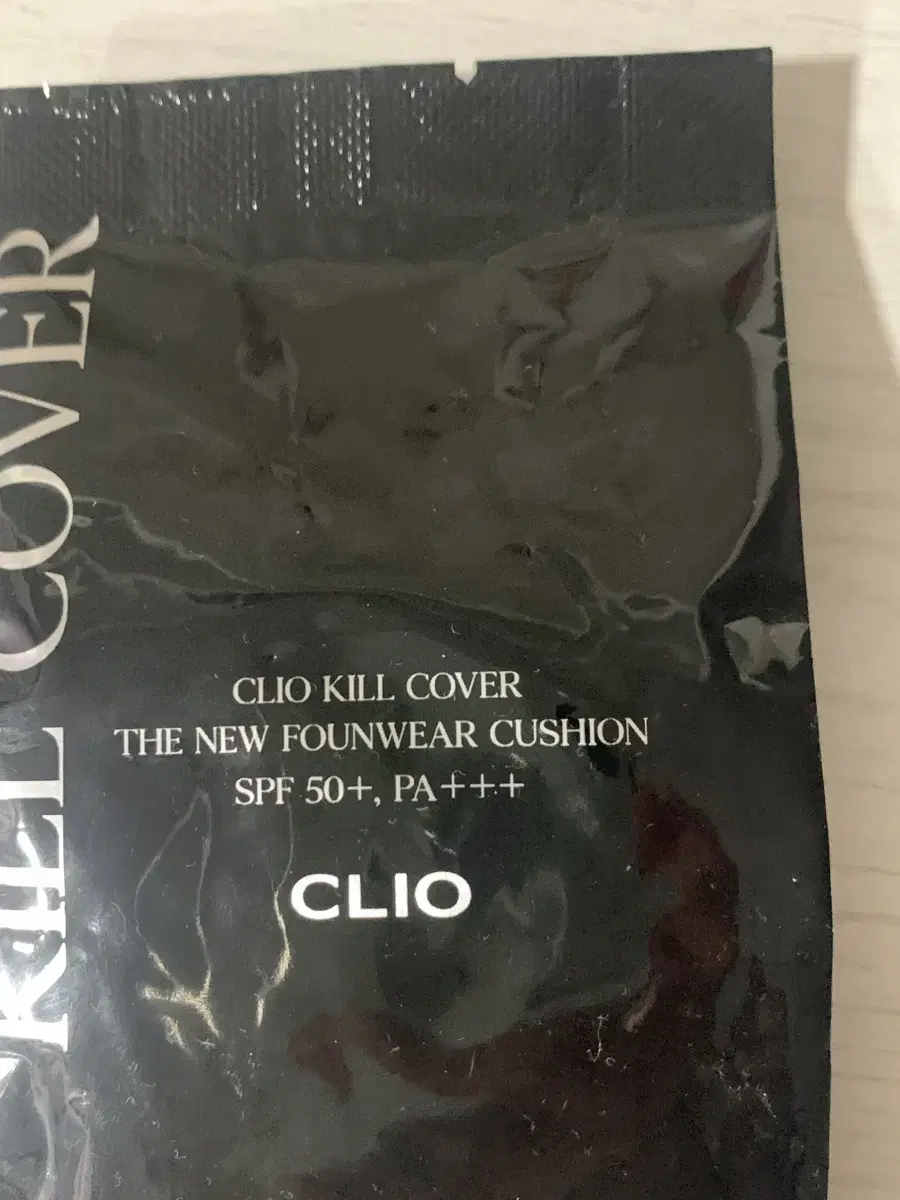 KILL COVER
CLIO KILL COVER
THE NEW FOUNWEAR CUSHION
SPF 50+, PA+++
CLIO